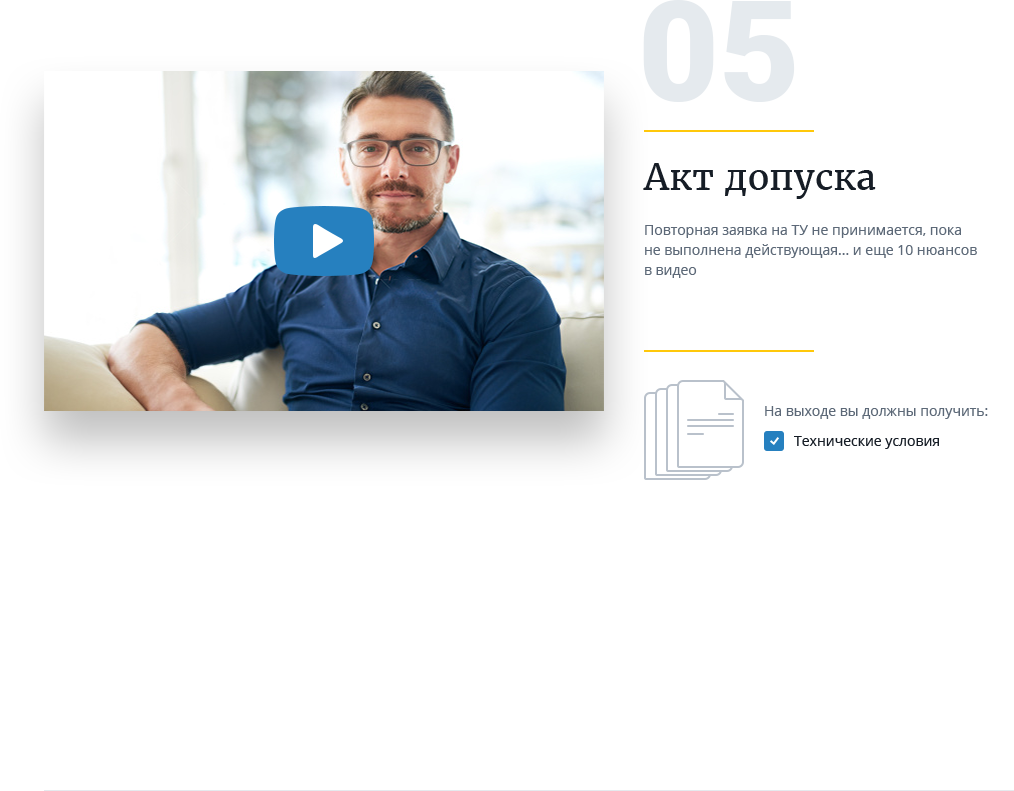 05
Акт допуска
Повторная заявка на ТУ не принимается, пока
не выполнена действующая... и еще 10 нюансов
в видео
На выходе вы должны получить:
Технические условия